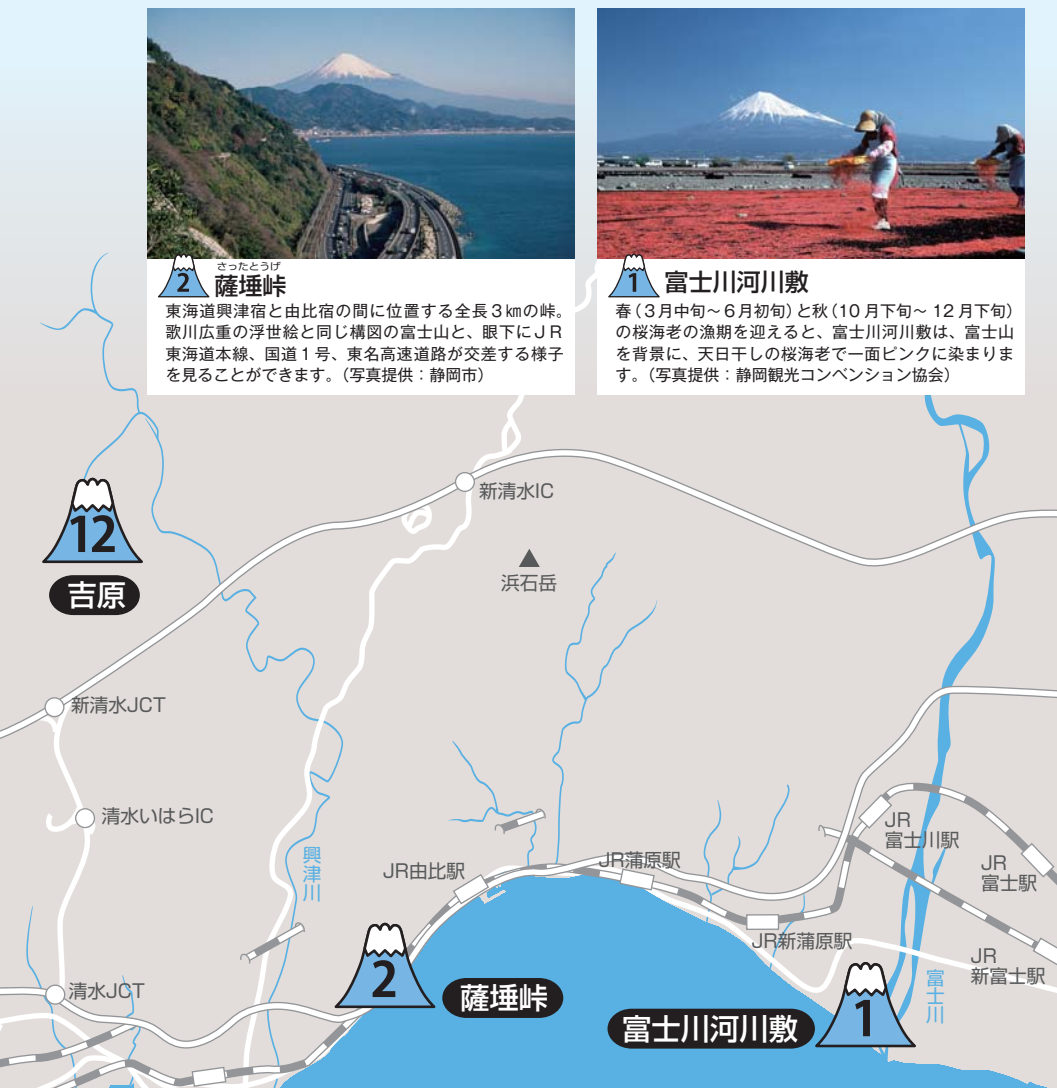 さったとうげ
2 薩埵峠
東海道興津宿と由比宿の間に位置する全長3㎞の峠。
歌川広重の浮世絵と同じ構図の富士山と、眼下にJR
東海道本線、国道1号、東名高速道路が交差する様子
を見ることができます。(写真提供:静岡市)
1 富士川河川敷
春(3月中旬～6月初旬)と秋(10月下旬～12月下旬)
の桜海老の漁期を迎えると、富士川河川敷は、富士山
を背景に、天日干しの桜海老で一面ピンクに染まりま
す。(写真提供:静岡観光コンベンション協会)
12
吉原
新清水IC
浜石岳
新清水JCT
清水いはらIC
興津川
JR由比駅
JR蒲原駅
JR
富士川駅
JR
富士駅
JR新蒲原駅
JR
新富士駅
清水JCT
2
薩埵峠
富士川
富士川河川敷
1